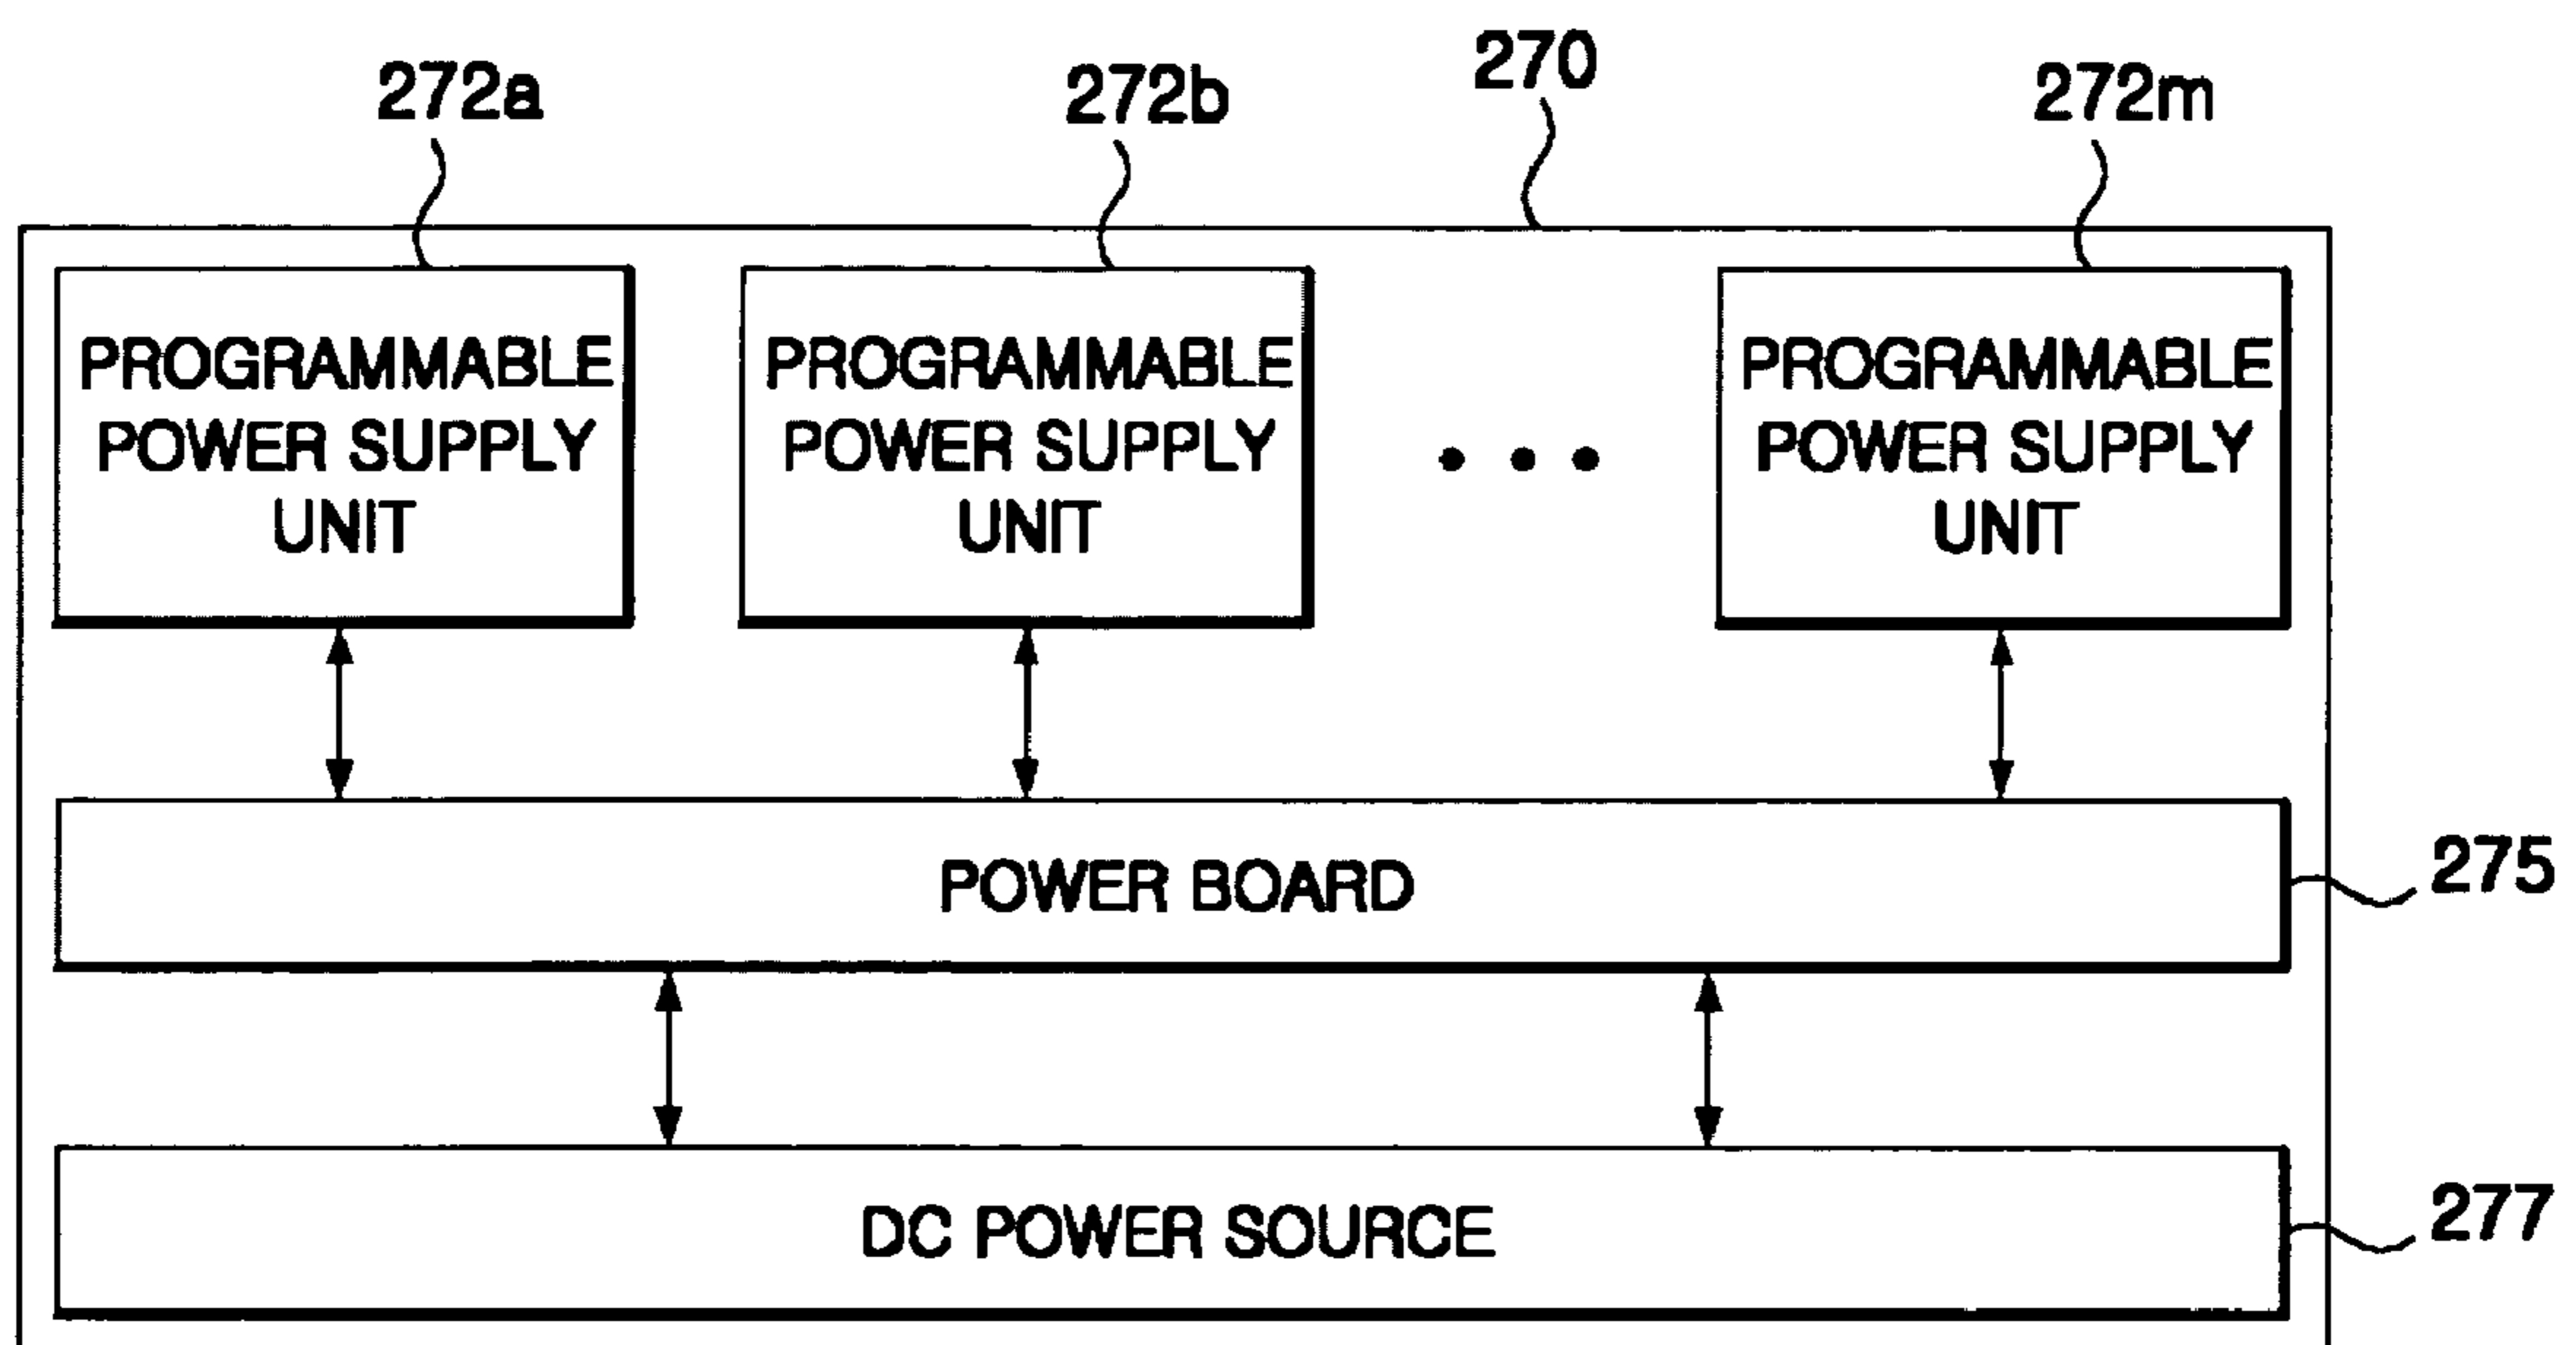 270
272a
272b
272m
PROGRAMMABLE
POWER SUPPLY
UNIT
PROGRAMMABLE
POWER SUPPLY
UNIT
PROGRAMMABLE
POWER SUPPLY
UNIT
POWER BOARD
275
DC POWER SOURCE
277